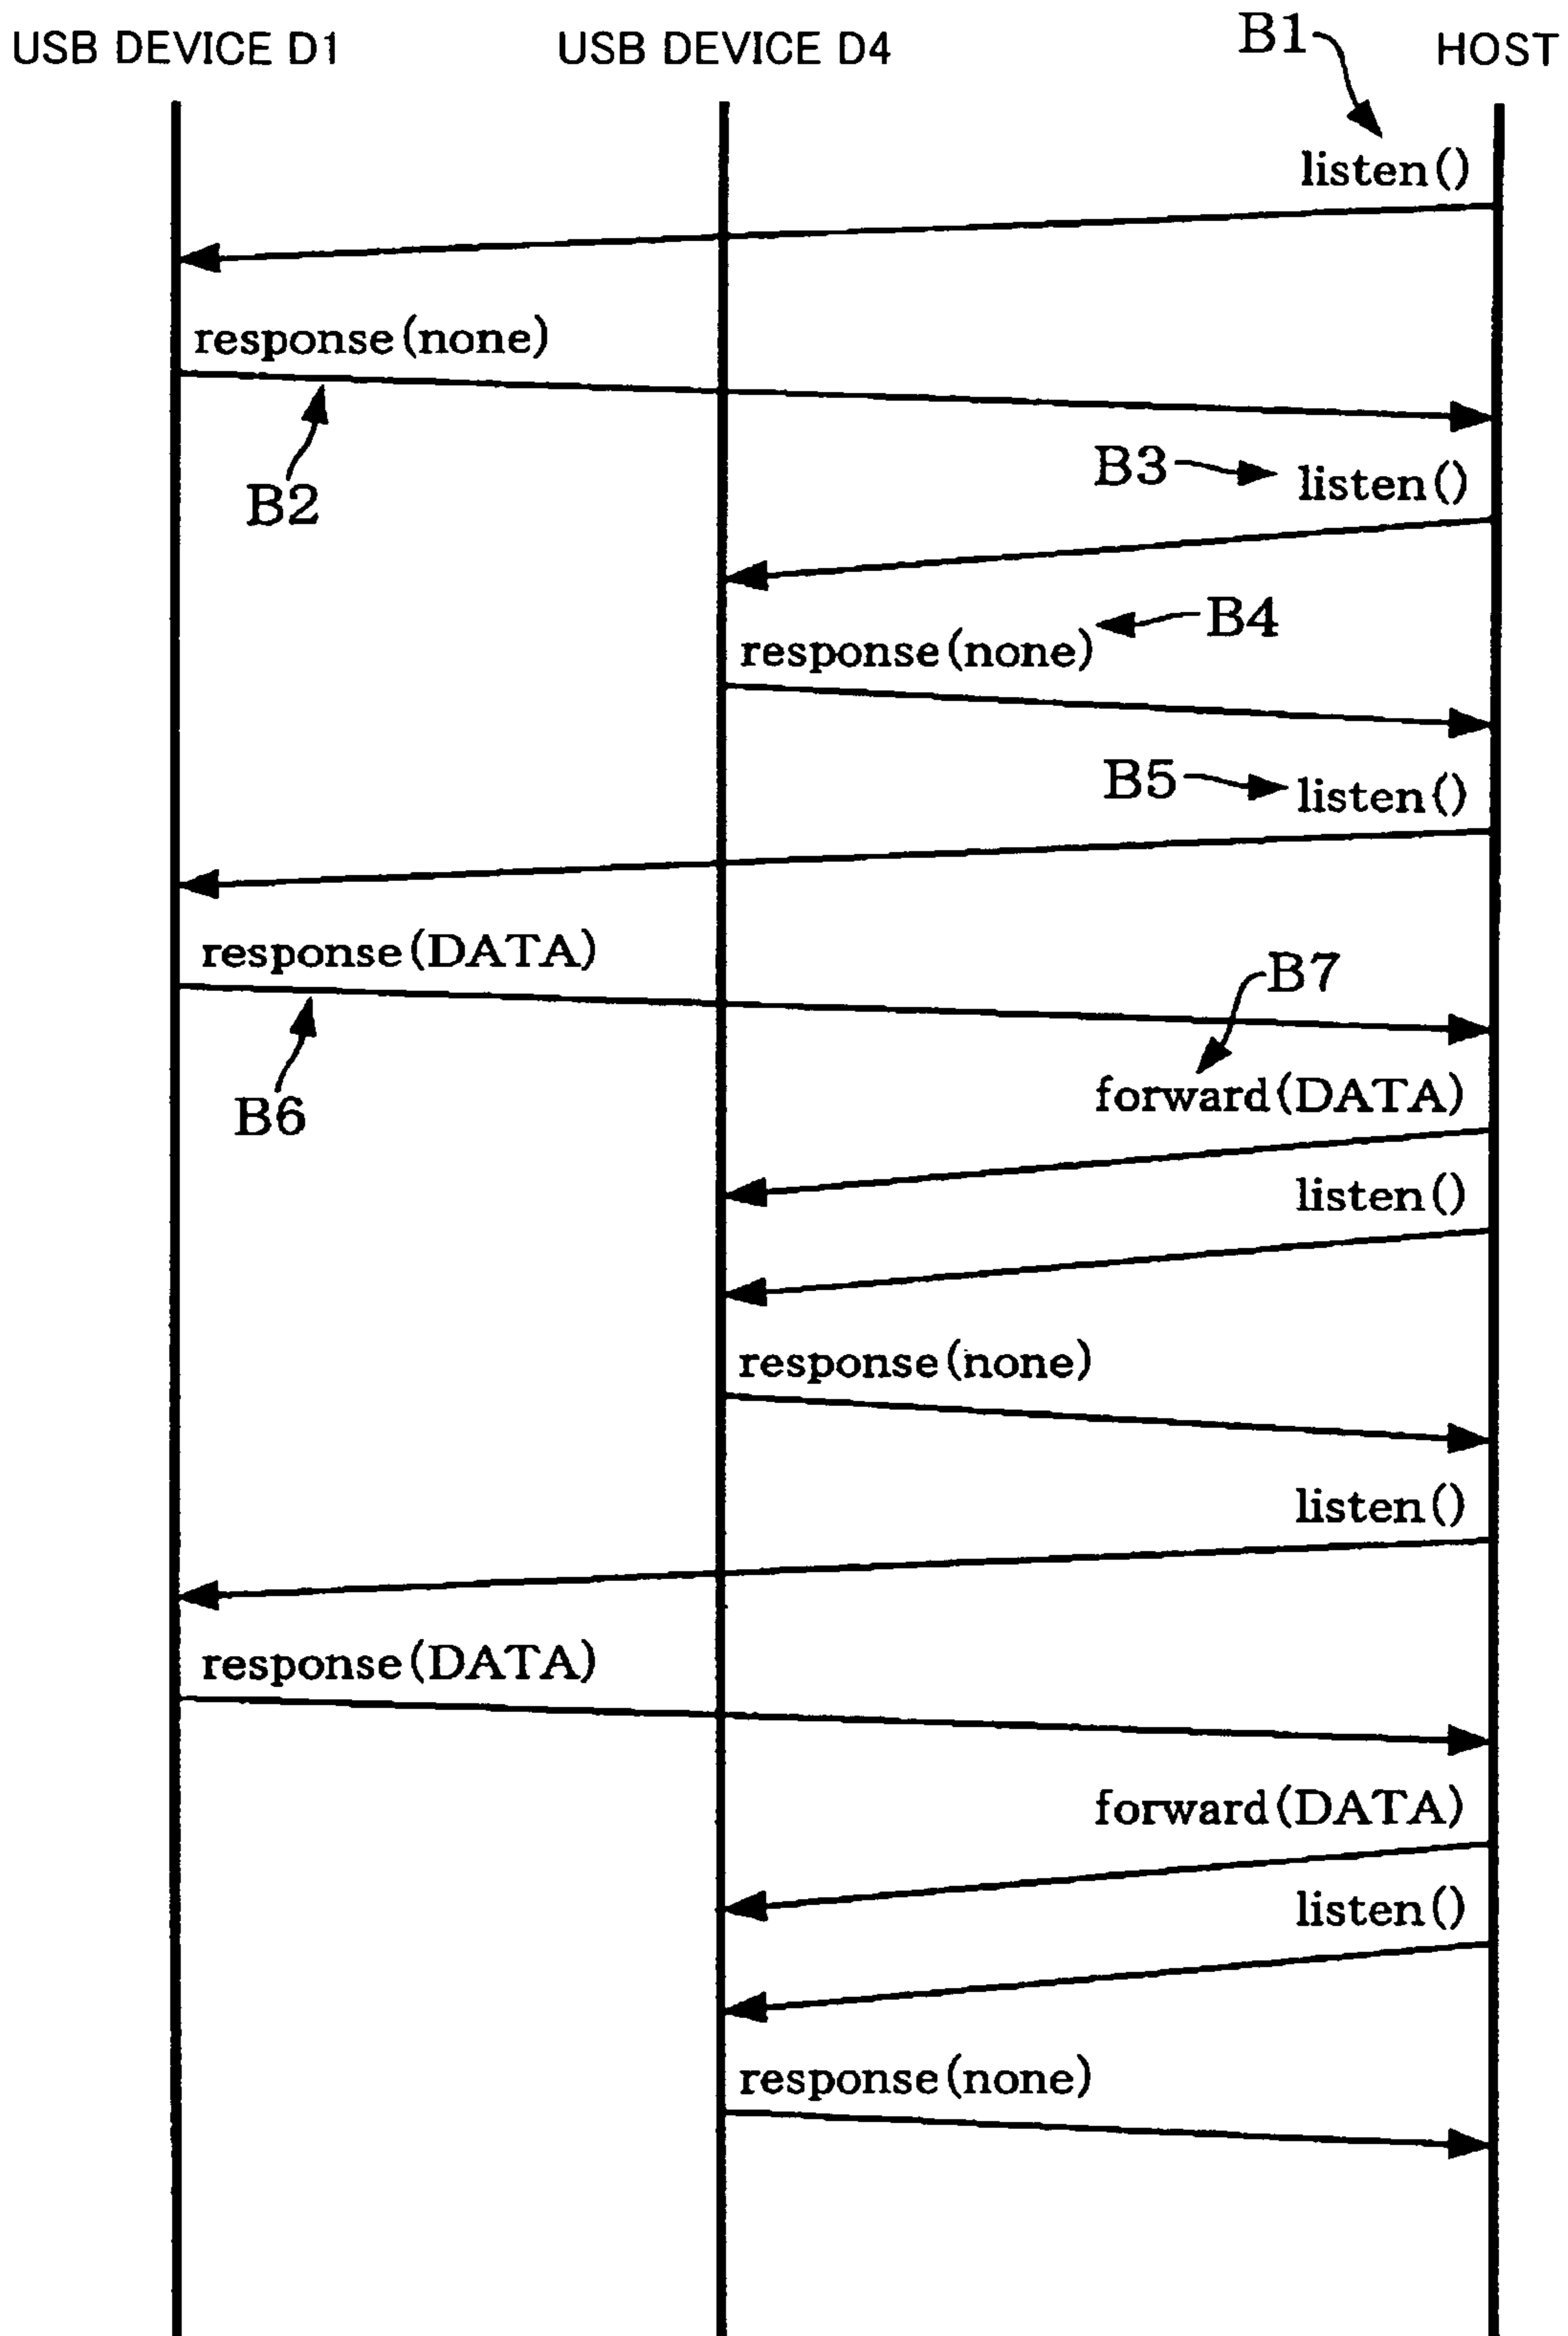 USB DEVICE D1
USB DEVICE D4
B1
HOST
listen()
response(none)
B2
B3
listen()
B4
response(none)
B5
listen()
response(DATA)
B6
B7
forward(DATA)
listen()
response(none)
listen()
response(DATA)
forward(DATA)
listen()
response(none)